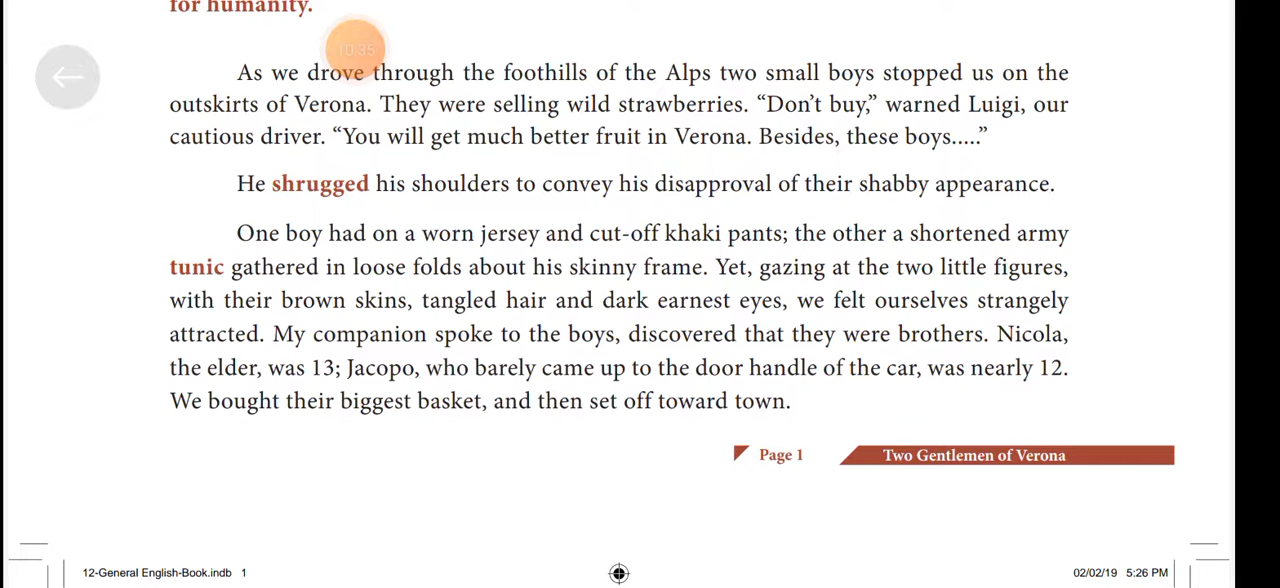 for humanity.
10:35
As we drove through the foothills of the Alps two small boys stopped us on the
outskirts of Verona. They were selling wild strawberries. “Don’t buy,” warned Luigi, our
cautious driver. “You will get much better fruit in Verona. Besides, these boys.....”
He shrugged his shoulders to convey his disapproval of their shabby appearance.
One boy had on a worn jersey and cut-off khaki pants; the other a shortened army
tunic gathered in loose folds about his skinny frame. Yet, gazing at the two little figures,
with their brown skins, tangled hair and dark earnest eyes, we felt ourselves strangely
attracted. My companion spoke to the boys, discovered that they were brothers. Nicola,
the elder, was 13; Jacopo, who barely came up to the door handle of the car, was nearly 12.
We bought their biggest basket, and then set off toward town.
Page 1 Two Gentlemen of Verona
12-General English-Book.indb 1 02/02/19 5:26 PM